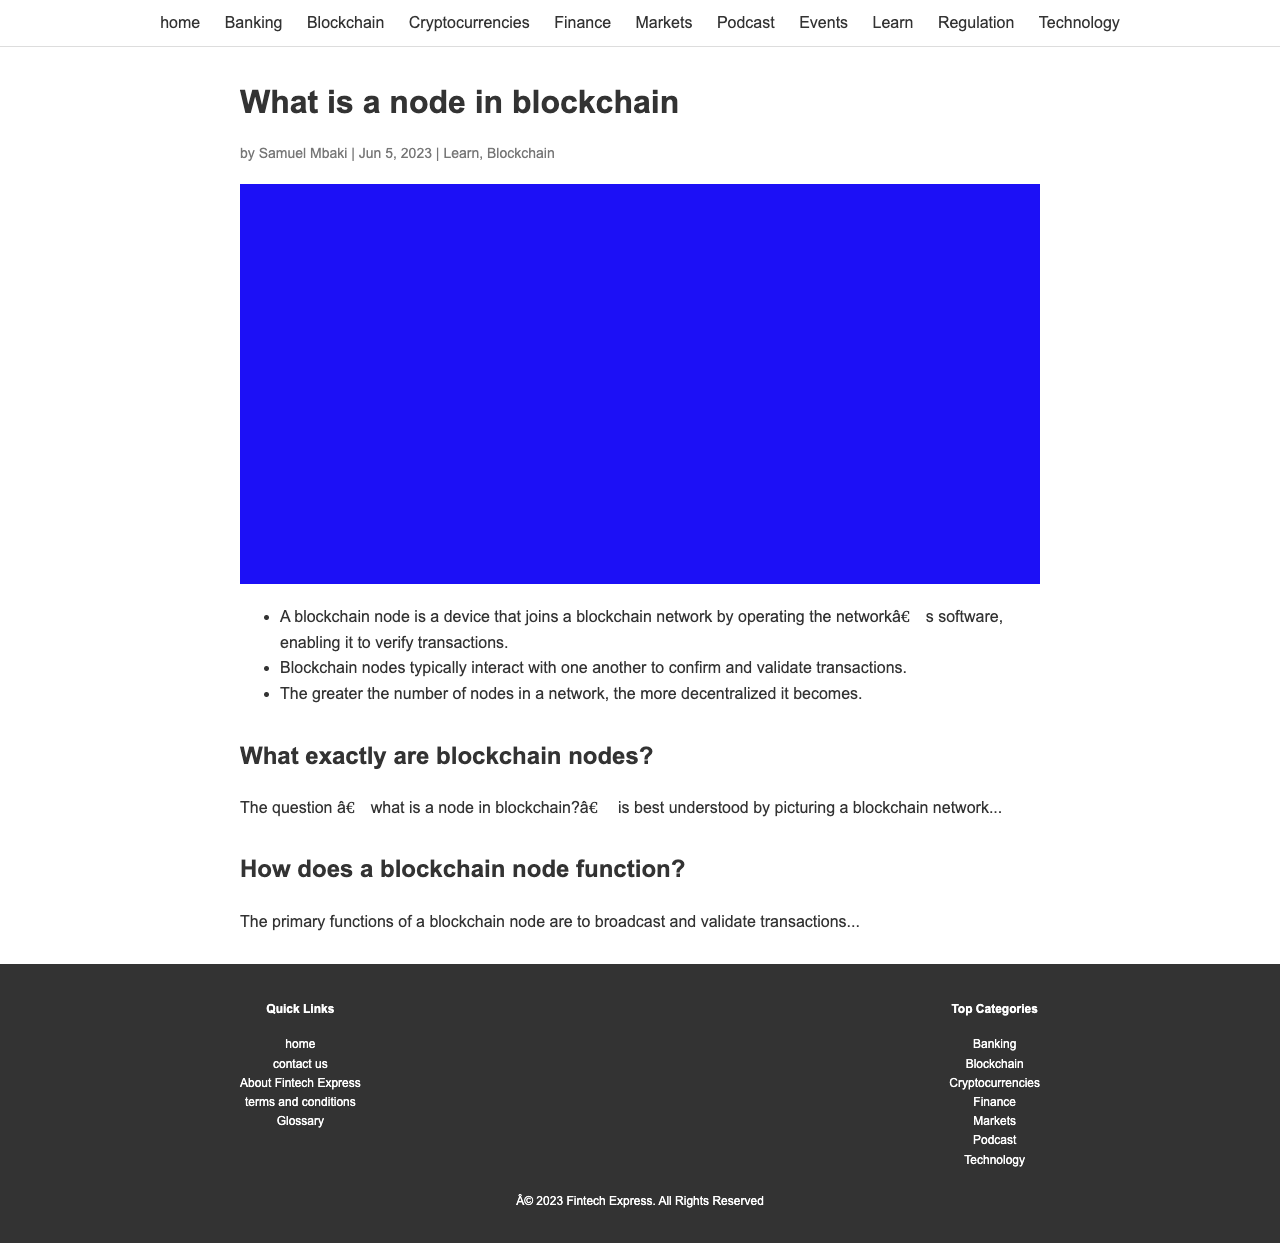 home Banking Blockchain Cryptocurrencies Finance Markets Podcast Events Learn Regulation Technology
What is a node in blockchain
by Samuel Mbaki | Jun 5, 2023 | Learn, Blockchain
• A blockchain node is a device that joins a blockchain network by operating the networkâ€ s software,
enabling it to verify transactions.
• Blockchain nodes typically interact with one another to confirm and validate transactions.
• The greater the number of nodes in a network, the more decentralized it becomes.
What exactly are blockchain nodes?
The question â€ what is a node in blockchain?â€ is best understood by picturing a blockchain network...
How does a blockchain node function?
The primary functions of a blockchain node are to broadcast and validate transactions...
Quick Links
home
contact us
About Fintech Express
terms and conditions
Glossary
Top Categories
Banking
Blockchain
Cryptocurrencies
Finance
Markets
Podcast
Technology
Â© 2023 Fintech Express. All Rights Reserved